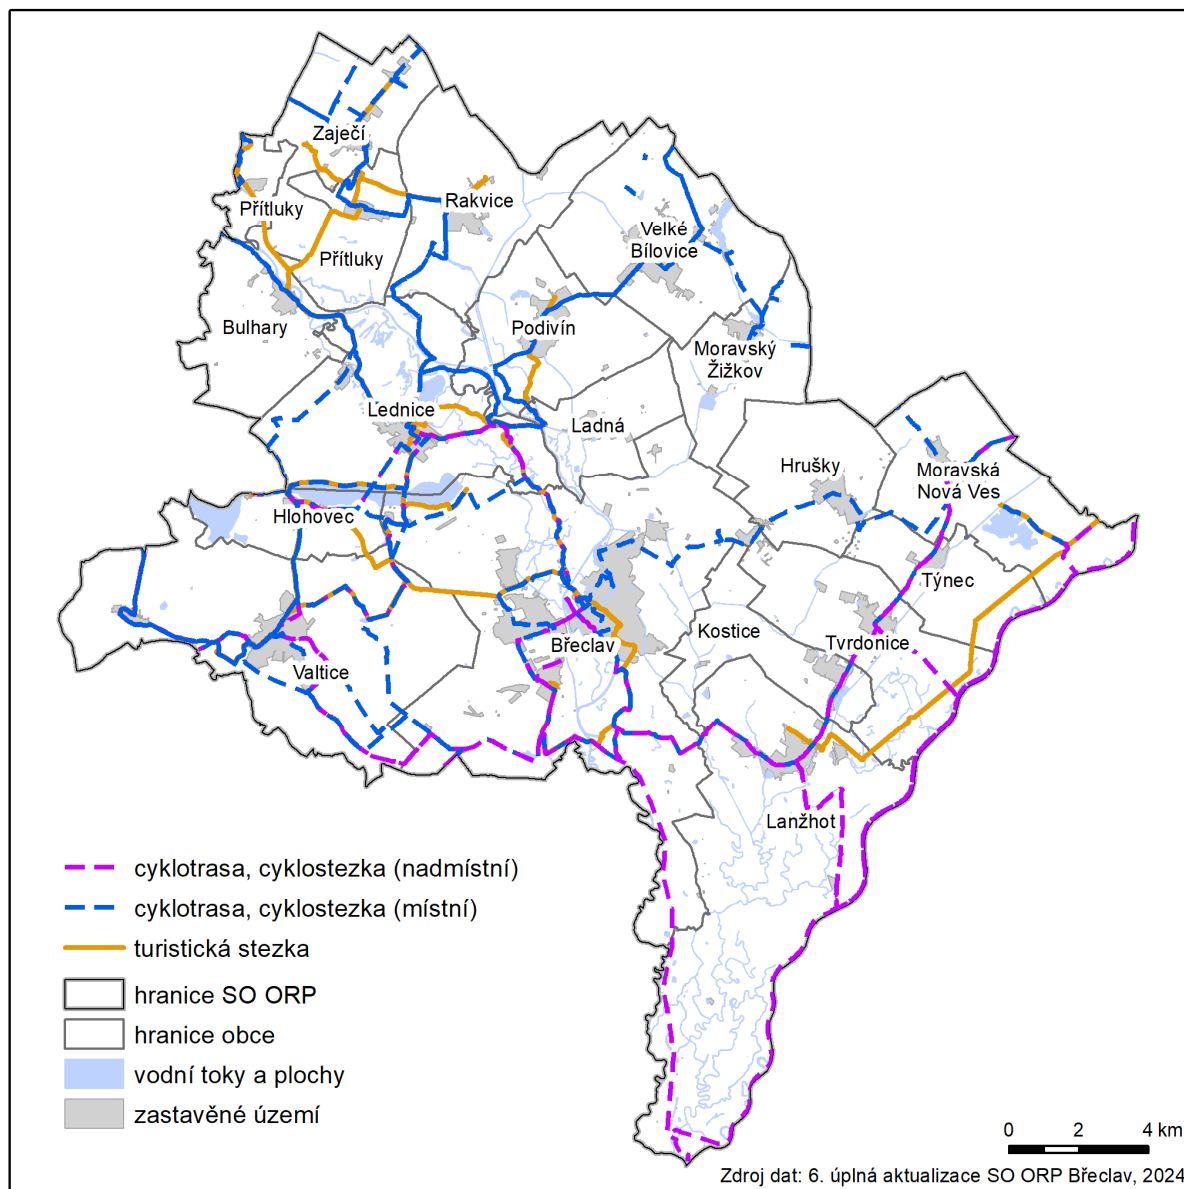 Zaječí
Rakvice
Přítluky
Velké
Bílovice
Přítluky
Bulhary
Podivín
Moravský
Žižkov
Lednice
Ladná
Hrušky
Moravská
Nová Ves
Hlohovec
Týnec
Kostice
Tvrdonice
Břeclav
Valtice
Lanžhot
cyklotrasa, cyklostezka (nadmístní)
cyklotrasa, cyklostezka (místní)
turistická stezka
hranice SO ORP
hranice obce
vodní toky a plochy
zastavěné území
0 2 4 km
Zdroj dat: 6. úplná aktualizace SO ORP Břeclav, 2024